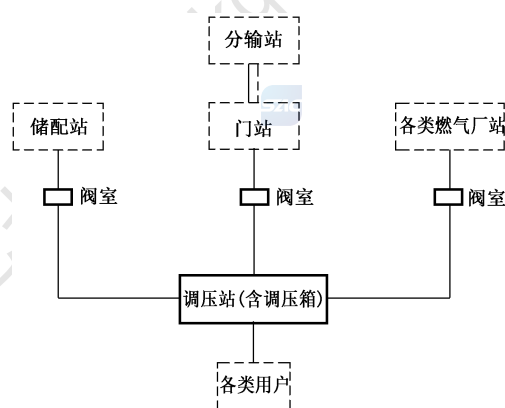 分输站
储配站
门站
各类燃气厂站
阀室
阀室
阀室
调压站(含调压箱)
各类用户